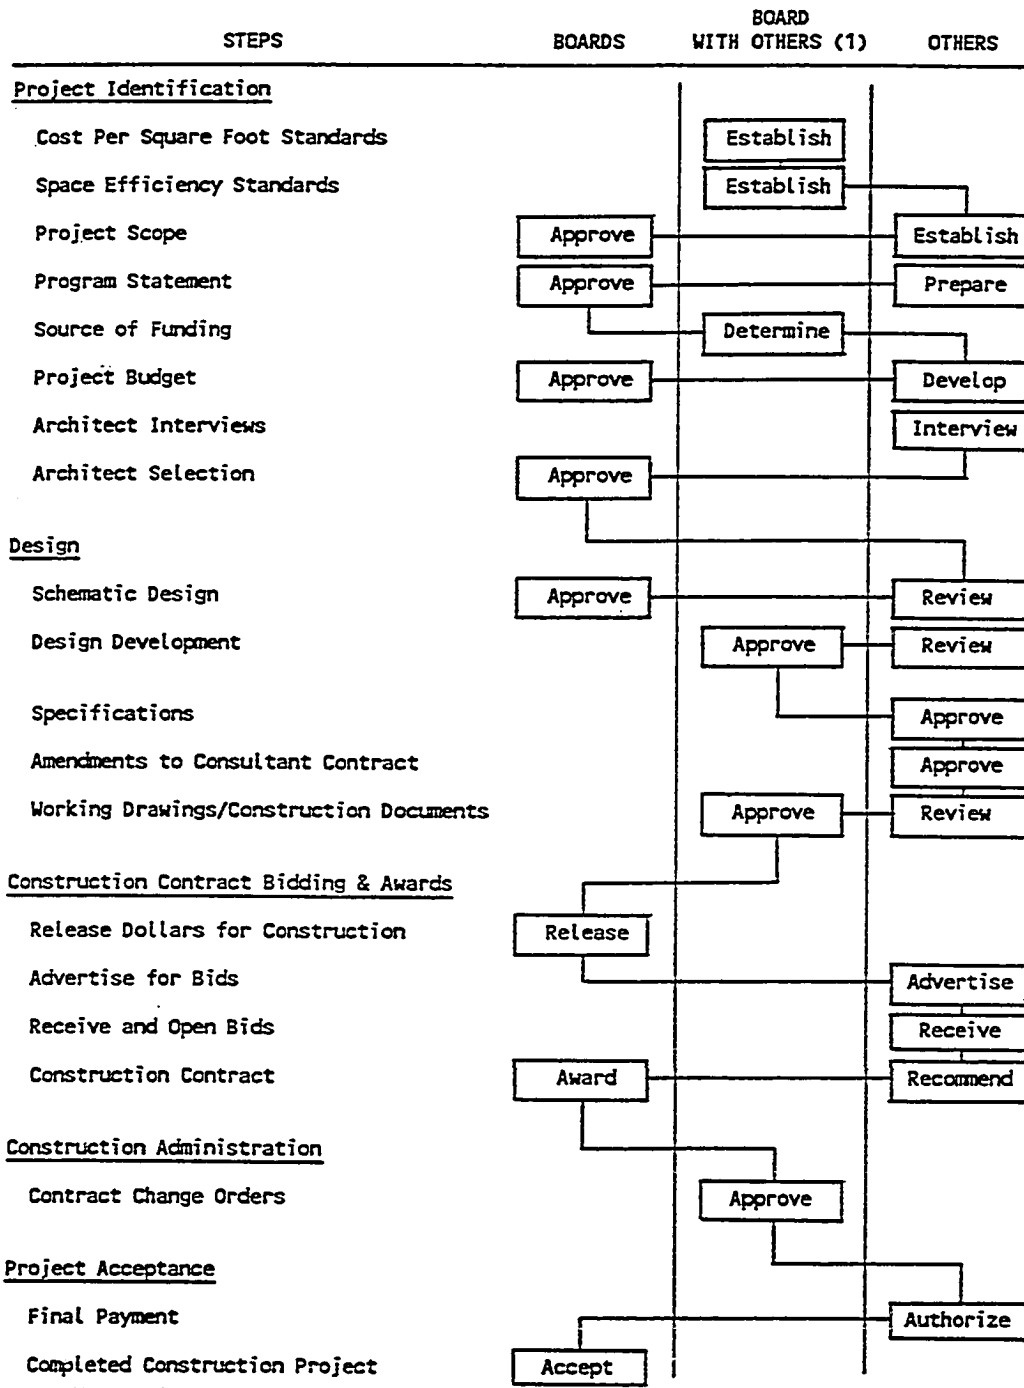 BOARD
STEPS BOARDS WITH OTHERS (1) OTHERS
Project Identification
Cost Per Square Foot Standards Establish
Space Efficiency Standards Establish
Project Scope Approve Establish
Program Statement Approve Prepare
Source of Funding Determine
Project Budget Approve Develop
Architect Interviews Interview
Architect Selection Approve
Design
Schematic Design Approve Review
Design Development Approve Review
Specifications Approve
Amendments to Consultant Contract Approve
Working Drawings/Construction Documents Approve Review
Construction Contract Bidding & Awards
Release Dollars for Construction Release
Advertise for Bids Advertise
Receive and Open Bids Receive
Construction Contract Award Recommend
Construction Administration
Contract Change Orders Approve
Project Acceptance
Final Payment Authorize
Completed Construction Project Accept